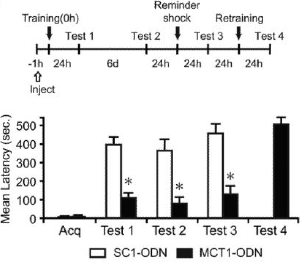 Reminder
Training(0h) shock Retraining
Test 1 Test 2 Test 3 Test 4
-1h 24h 6d 24h 24h 24h 24h
Inject
Mean Latency (sec.)
500
400
300
200
100
0
* * *
Acq Test 1 Test 2 Test 3 Test 4
SC1-ODN MCT1-ODN